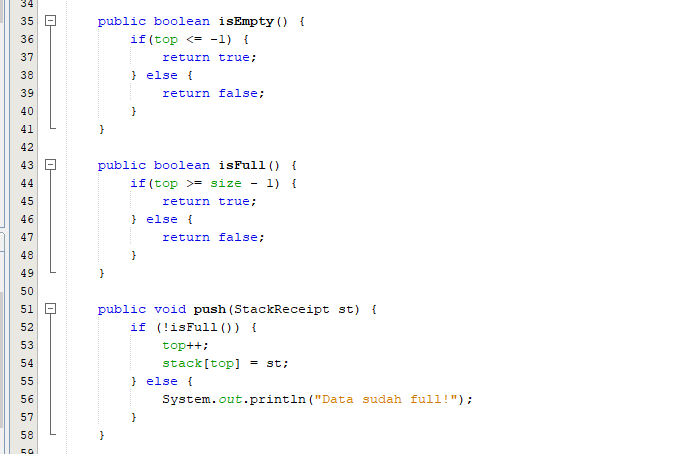 34
35 public boolean isEmpty() {
36 if(top <= -1) {
37 return true;
38 } else {
39 return false;
40 }
41 }
42
43 public boolean isFull() {
44 if(top >= size - 1) {
45 return true;
46 } else {
47 return false;
48 }
49 }
50
51 public void push(StackReceipt st) {
52 if (!isFull()) {
53 top++;
54 stack[top] = st;
55 } else {
56 System.out.println("Data sudah full!");
57 }
58 }
59